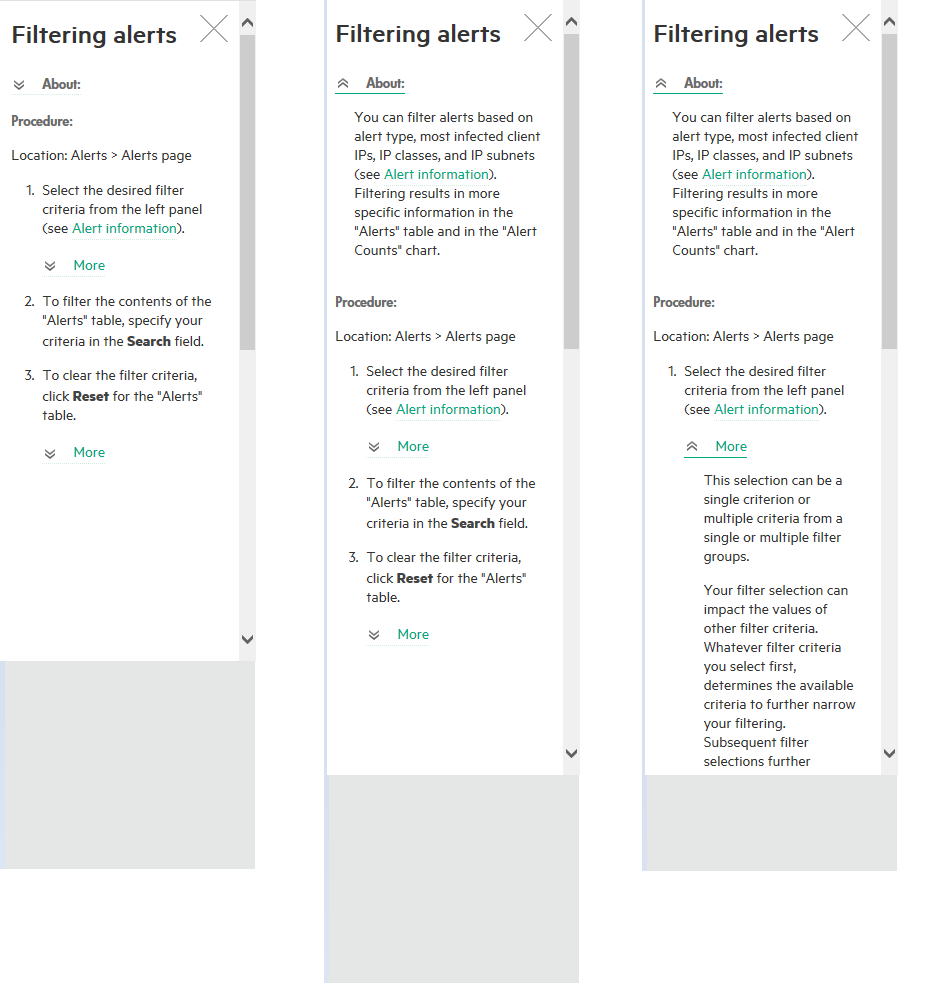 Filtering alerts
About:
Procedure:
Location: Alerts > Alerts page
1. Select the desired filter
criteria from the left panel
(see Alert information).
More
2. To filter the contents of the
"Alerts" table, specify your
criteria in the Search field.
3. To clear the filter criteria,
click Reset for the "Alerts"
table.
More
Filtering alerts
About:
You can filter alerts based on
alert type, most infected client
IPs, IP classes, and IP subnets
(see Alert information).
Filtering results in more
specific information in the
"Alerts" table and in the "Alert
Counts" chart.
Procedure:
Location: Alerts > Alerts page
1. Select the desired filter
criteria from the left panel
(see Alert information).
More
2. To filter the contents of the
"Alerts" table, specify your
criteria in the Search field.
3. To clear the filter criteria,
click Reset for the "Alerts"
table.
More
Filtering alerts
About:
You can filter alerts based on
alert type, most infected client
IPs, IP classes, and IP subnets
(see Alert information).
Filtering results in more
specific information in the
"Alerts" table and in the "Alert
Counts" chart.
Procedure:
Location: Alerts > Alerts page
1. Select the desired filter
criteria from the left panel
(see Alert information).
More
This selection can be a
single criterion or
multiple criteria from a
single or multiple filter
groups.
Your filter selection can
impact the values of
other filter criteria.
Whatever filter criteria
you select first,
determines the available
criteria to further narrow
your filtering.
Subsequent filter
selections further